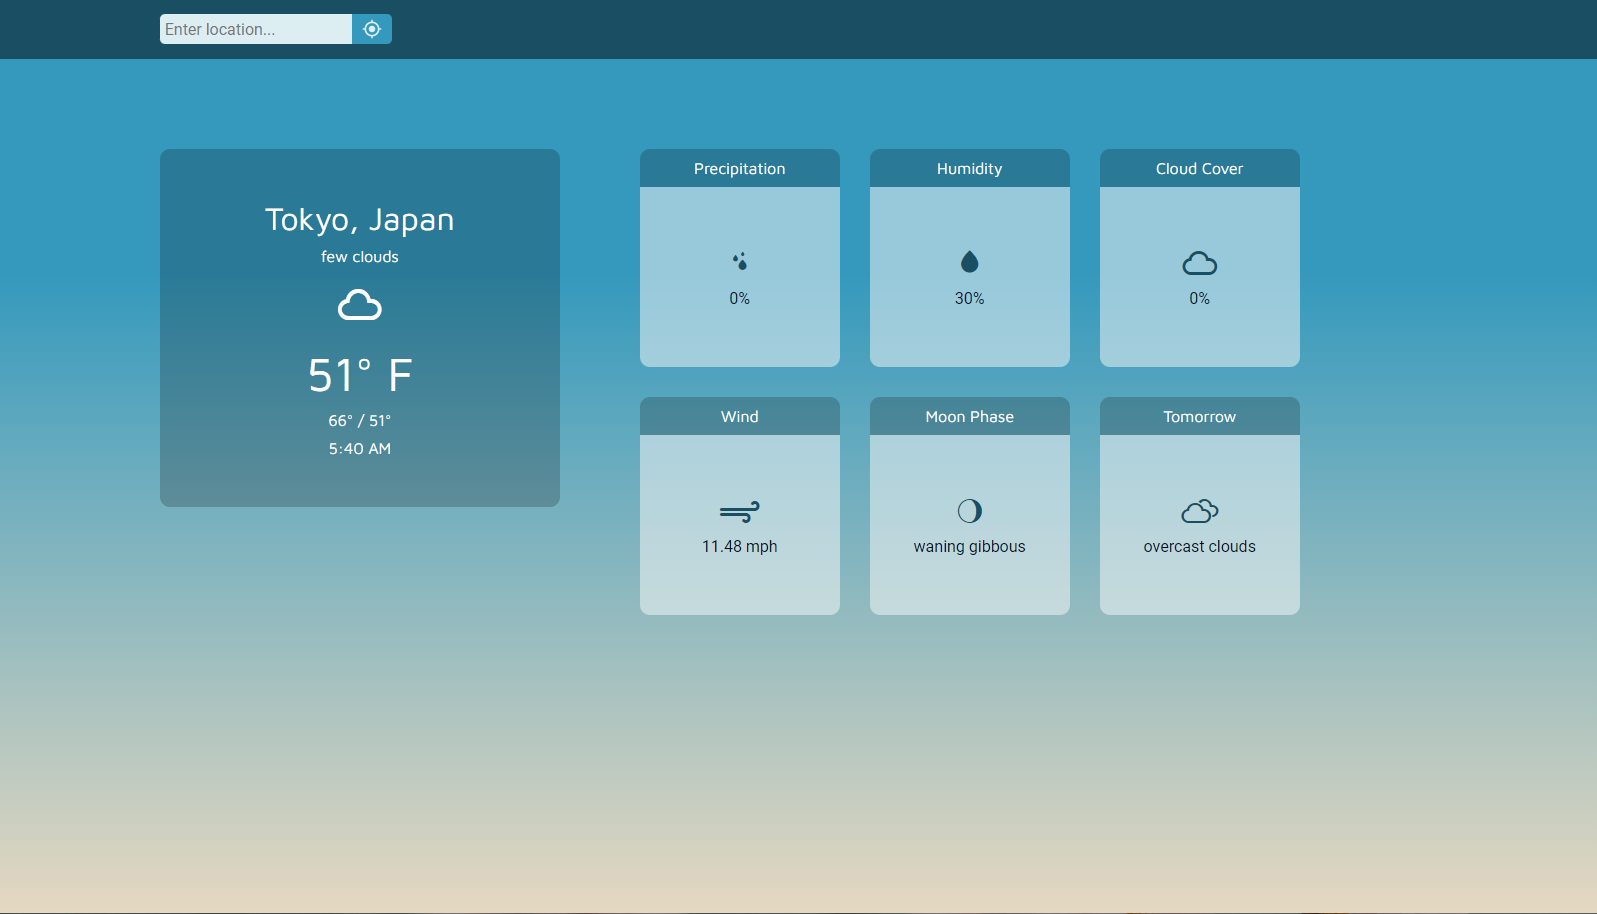 Enter location...
Tokyo, Japan
few clouds
51° F
66° / 51°
5:40 AM
Precipitation
0%
Humidity
30%
Cloud Cover
0%
Wind
11.48 mph
Moon Phase
waning gibbous
Tomorrow
overcast clouds